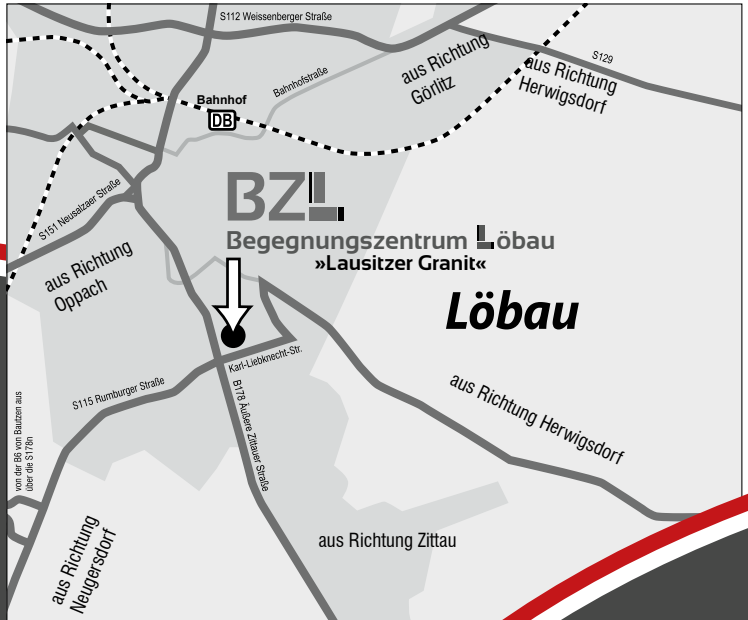 S112 Weissenberger Straße
S129
aus Richtung
Görlitz
aus Richtung
Herwigsdorf
Bahnhofstraße
Bahnhof
DB
S151 Neusalzaer Straße
BZL
Begegnungszentrum Löbau
»Lausitzer Granit«
aus Richtung
Oppach
Löbau
Karl-Liebknecht-Str.
S115 Rumburger Straße
B178 Äußere Zittauer Straße
aus Richtung Herwigsdorf
von der B6 von Bautzen aus
über die S178n
aus Richtung Zittau
aus Richtung
Neugersdorf